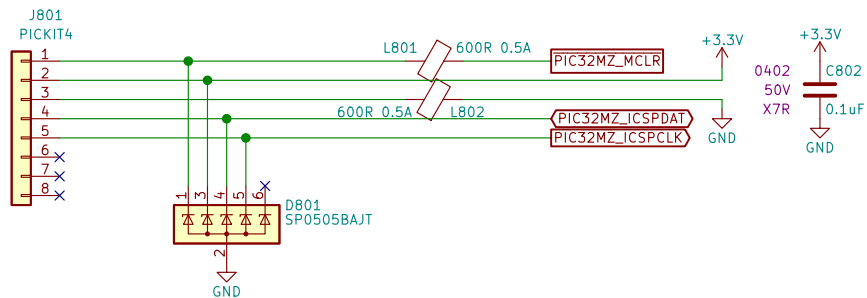 J801
PICKIT4
1
2
3
4
5
6
7
8
L801
600R 0.5A
PIC32MZ_MCLR
+3.3V
600R 0.5A
L802
GND
PIC32MZ_ICSPDAT
PIC32MZ_ICSPCLK
+3.3V
0402
50V
X7R
C802
0.1uF
GND
1
3
4
5
6
D801
SP0505BAJT
2
GND